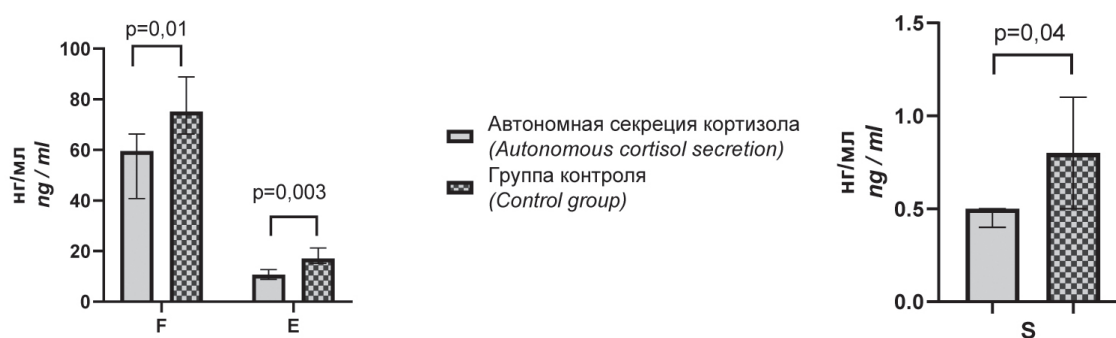 p=0,01
100
80
60
40
20
0
нг/мл
ng / ml
p=0,003
F
E
Автономная секреция кортизола
(Autonomous cortisol secretion)
Группа контроля
(Control group)
1.5
1.0
0.5
0.0
нг/мл
ng / ml
p=0,04
S